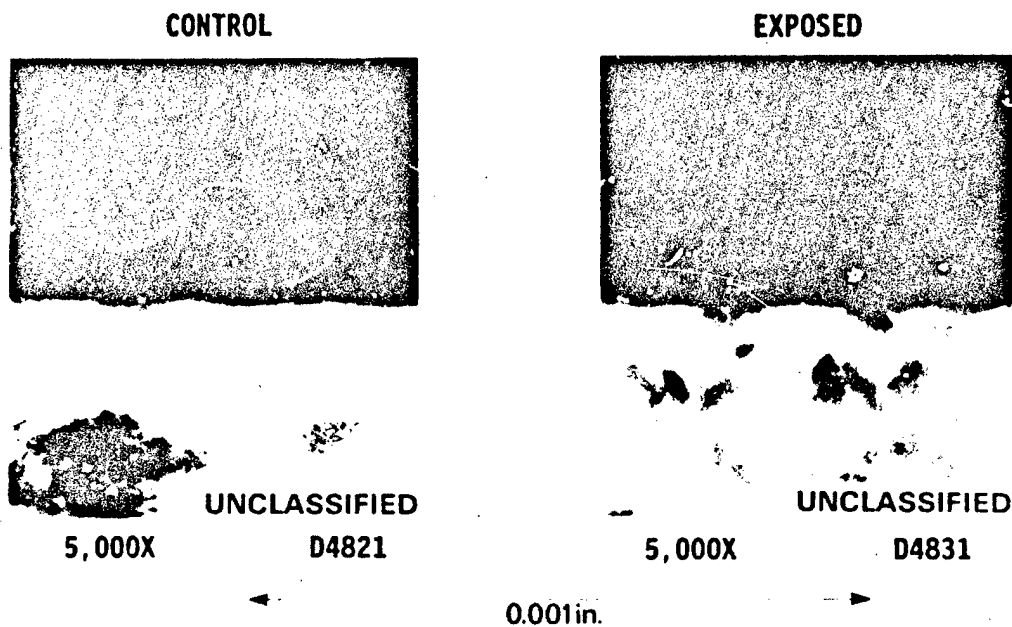 CONTROL
EXPOSED
UNCLASSIFIED
UNCLASSIFIED
5,000X
D4821
5,000X
D4831
0.001in.